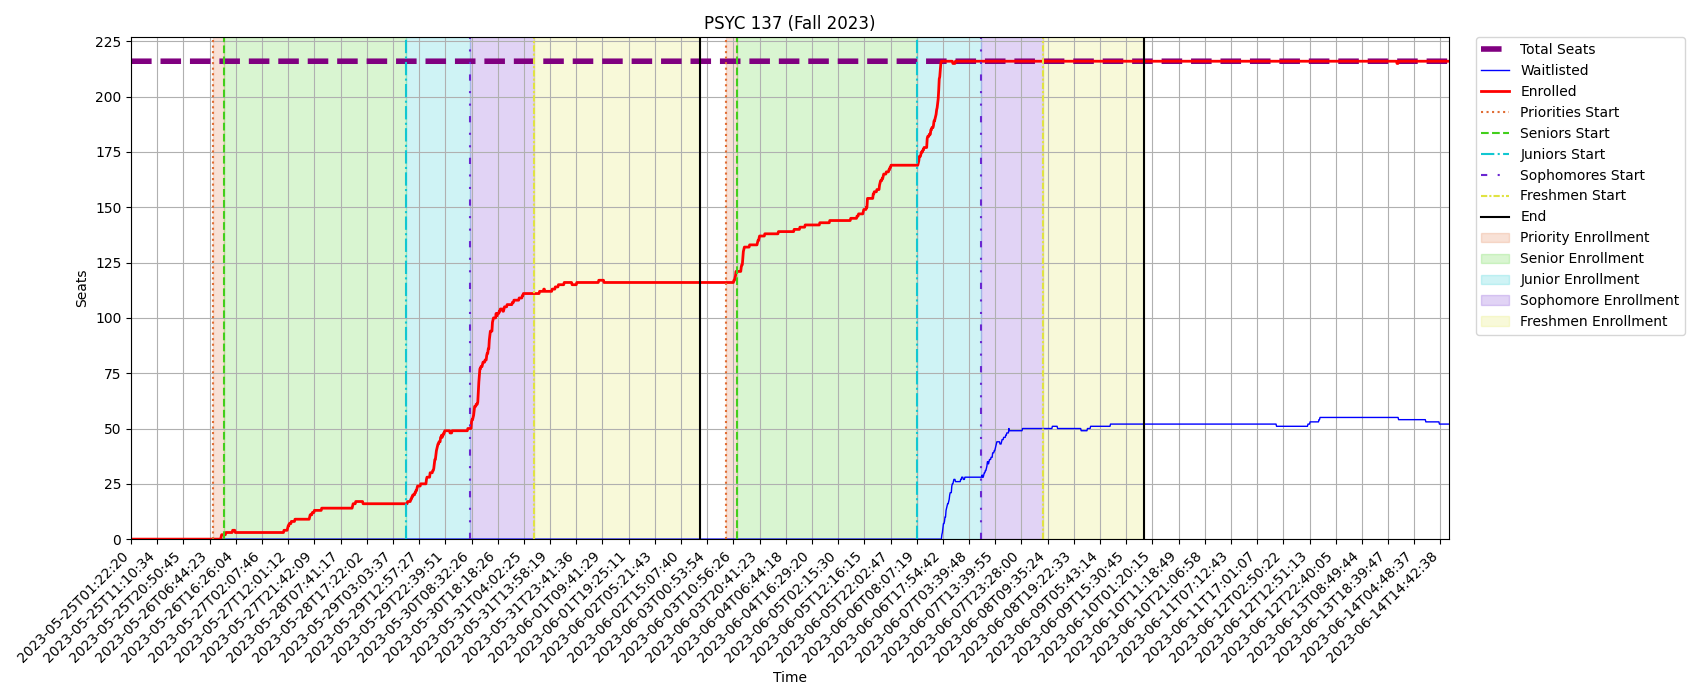 PSYC 137 (Fall 2023)
Seats
225
200
175
150
125
100
75
50
25
0
2023-05-25T01:22:20
2023-05-25T11:10:34
2023-05-25T20:50:45
2023-05-26T06:44:23
2023-05-26T16:26:04
2023-05-27T02:07:46
2023-05-27T12:01:12
2023-05-27T21:42:09
2023-05-28T07:41:17
2023-05-28T17:22:02
2023-05-29T03:03:37
2023-05-29T12:57:27
2023-05-29T22:39:51
2023-05-30T08:32:26
2023-05-30T18:18:26
2023-05-31T04:02:25
2023-05-31T13:58:19
2023-05-31T23:41:36
2023-06-01T09:41:29
2023-06-01T19:25:11
2023-06-02T05:21:43
2023-06-02T15:07:40
2023-06-03T00:53:54
2023-06-03T10:56:26
2023-06-03T20:41:23
2023-06-04T06:44:18
2023-06-04T16:29:20
2023-06-05T02:15:30
2023-06-05T12:16:15
2023-06-05T22:02:47
2023-06-06T08:07:19
2023-06-06T17:54:42
2023-06-07T03:39:48
2023-06-07T13:39:55
2023-06-07T23:28:00
2023-06-08T09:35:24
2023-06-08T19:22:33
2023-06-09T05:43:14
2023-06-09T15:30:45
2023-06-10T01:20:15
2023-06-10T11:18:49
2023-06-10T21:06:58
2023-06-11T07:12:43
2023-06-11T17:01:07
2023-06-12T02:50:22
2023-06-12T12:51:13
2023-06-12T22:40:05
2023-06-13T08:49:44
2023-06-13T18:39:47
2023-06-14T04:48:37
2023-06-14T14:42:38
Time
Total Seats
Waitlisted
Enrolled
Priorities Start
Seniors Start
Juniors Start
Sophomores Start
Freshmen Start
End
Priority Enrollment
Senior Enrollment
Junior Enrollment
Sophomore Enrollment
Freshmen Enrollment